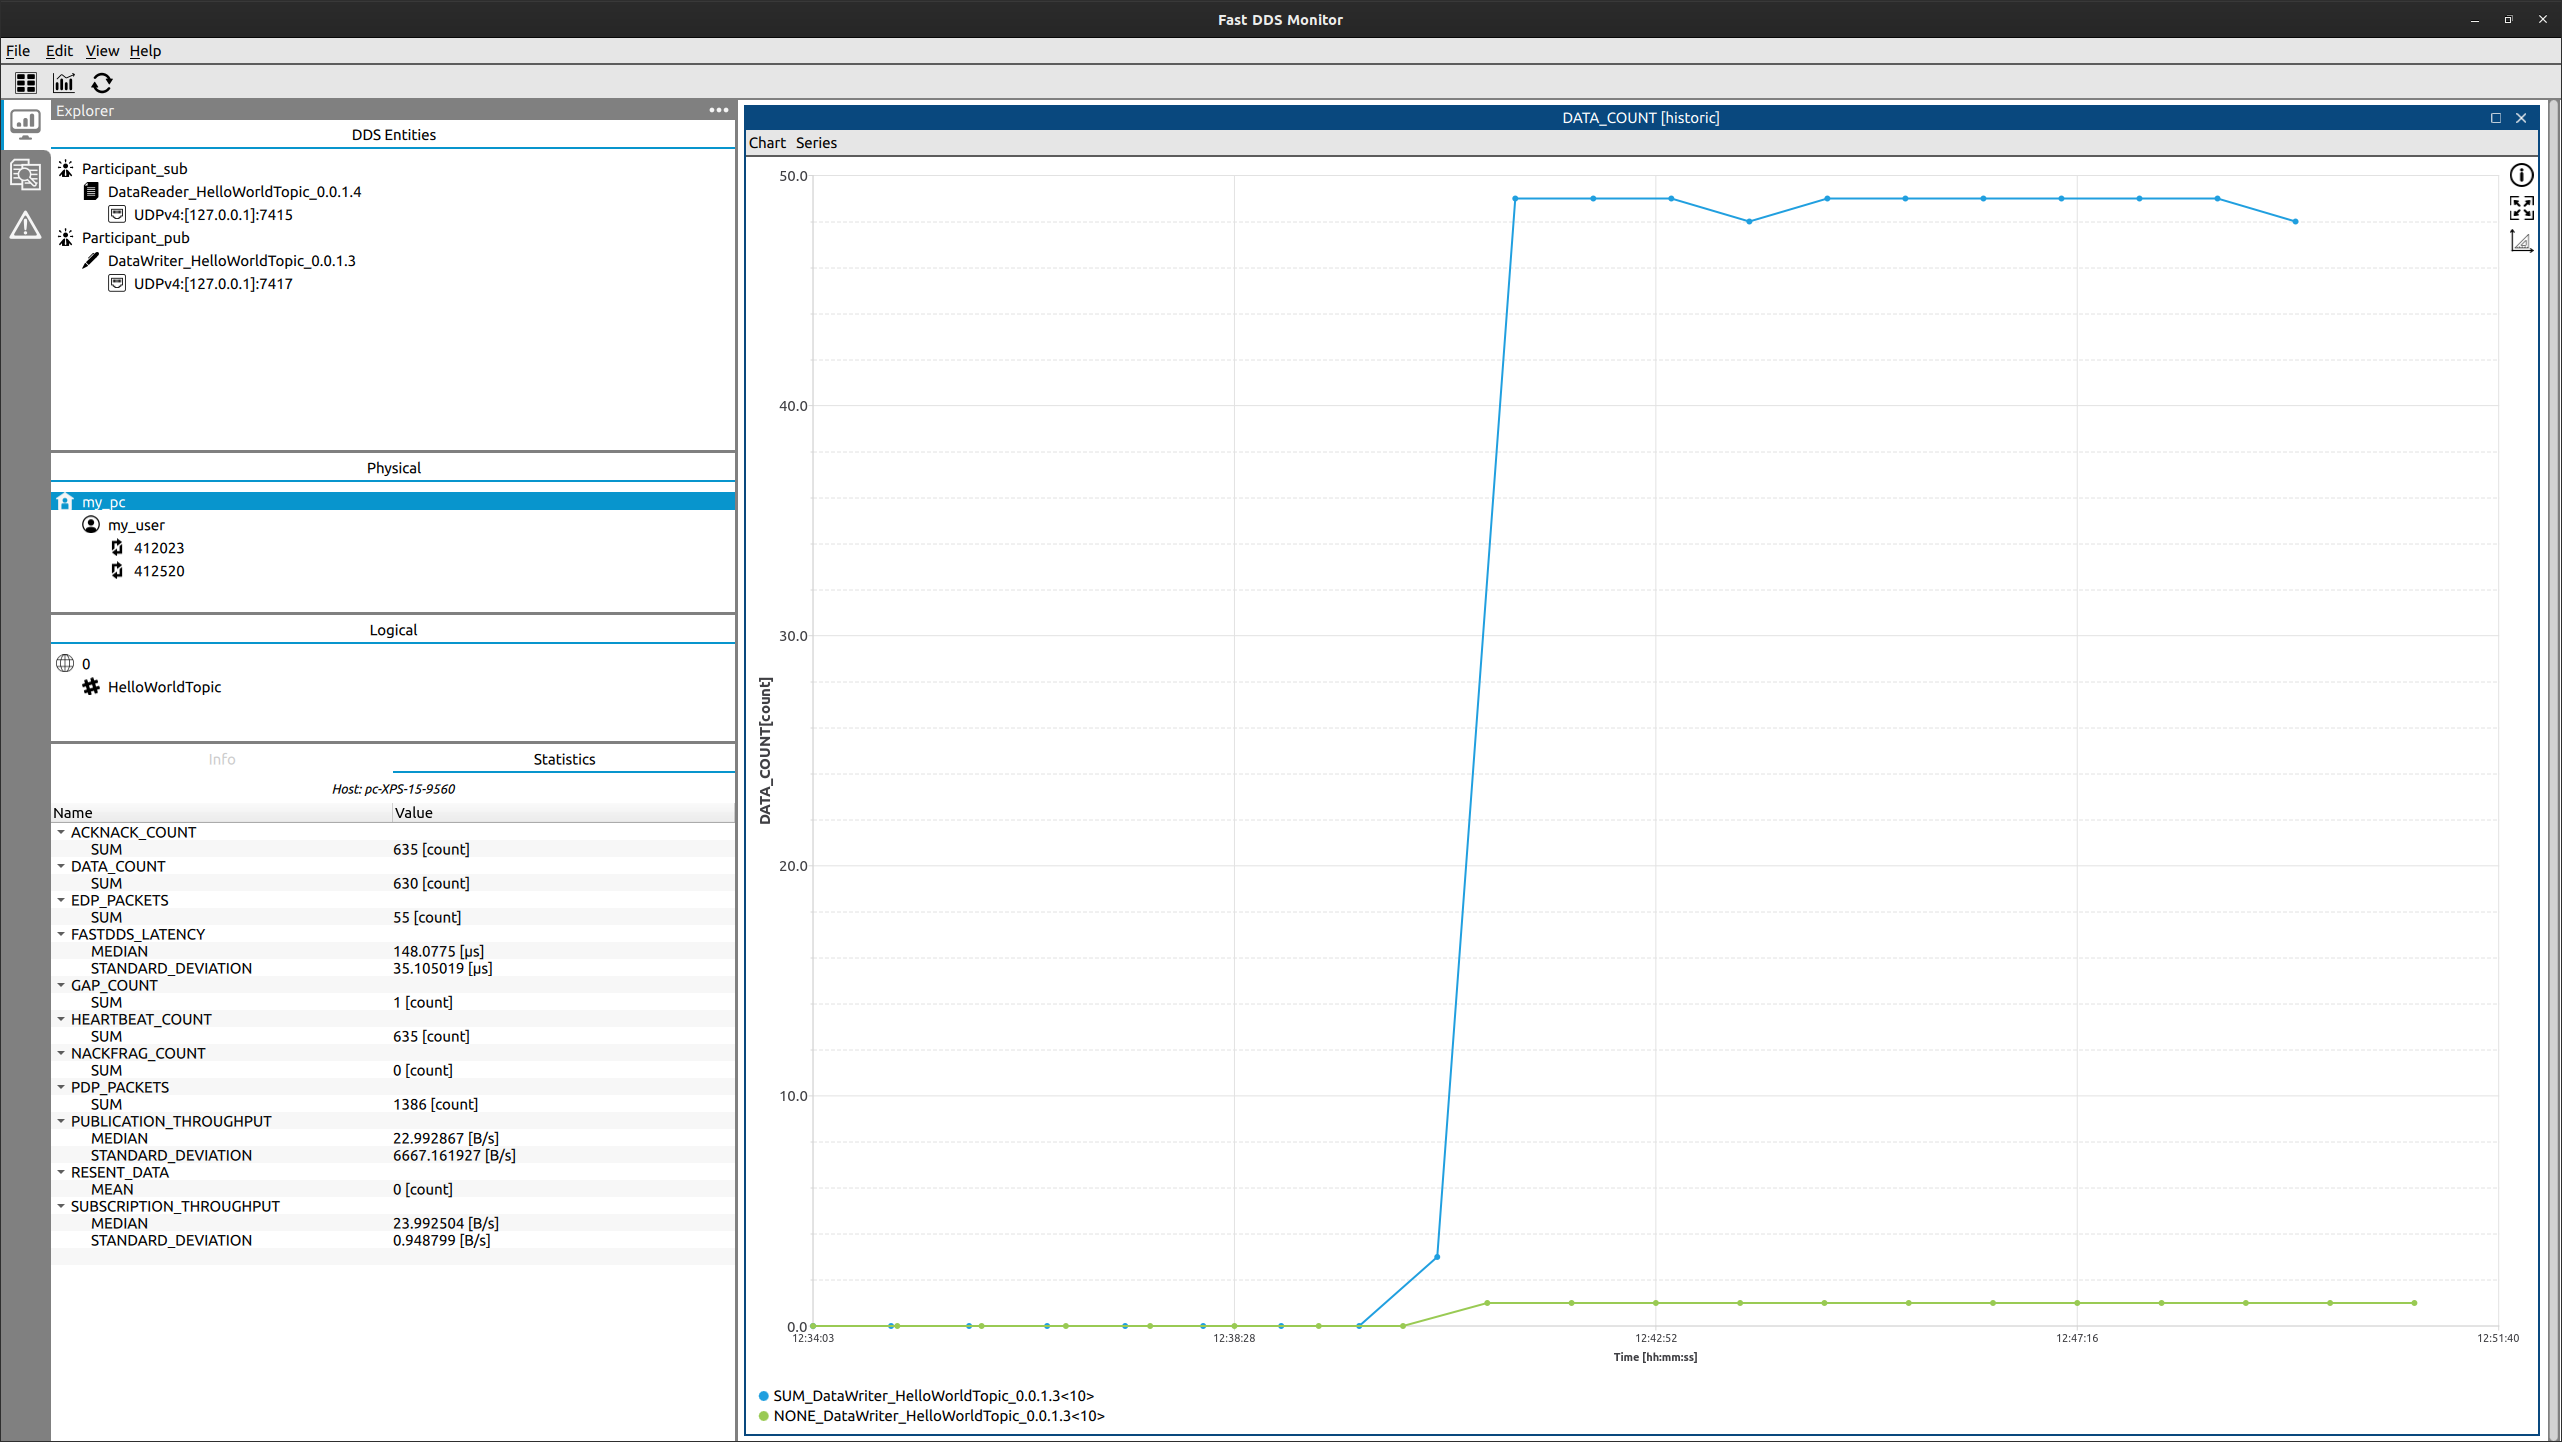 Fast DDS Monitor
File Edit View Help
Explorer
DDS Entities
Participant_sub
DataReader_HelloWorldTopic_0.0.1.4
UDPv4:[127.0.0.1]:7415
Participant_pub
DataWriter_HelloWorldTopic_0.0.1.3
UDPv4:[127.0.0.1]:7417
Physical
my_pc
my_user
412023
412520
Logical
0
HelloWorldTopic
Info Statistics
Host: pc-XPS-15-9560
Name Value
ACKNACK_COUNT
SUM 635 [count]
DATA_COUNT
SUM 630 [count]
EDP_PACKETS
SUM 55 [count]
FASTDDS_LATENCY
MEDIAN 148.0775 [μs]
STANDARD_DEVIATION 35.105019 [μs]
GAP_COUNT
SUM 1 [count]
HEARTBEAT_COUNT
SUM 635 [count]
NACKFRAG_COUNT
SUM 0 [count]
PDP_PACKETS
SUM 1386 [count]
PUBLICATION_THROUGHPUT
MEDIAN 22.992867 [B/s]
STANDARD_DEVIATION 6667.161927 [B/s]
RESENT_DATA
MEAN 0 [count]
SUBSCRIPTION_THROUGHPUT
MEDIAN 23.992504 [B/s]
STANDARD_DEVIATION 0.948799 [B/s]
DATA_COUNT [historic]
Chart Series
50.0
40.0
30.0
20.0
10.0
0.0
DATA_COUNT[count]
12:34:03 12:38:28 12:42:52 12:47:16 12:51:40
Time [hh:mm:ss]
SUM_DataWriter_HelloWorldTopic_0.0.1.3<10>
NONE_DataWriter_HelloWorldTopic_0.0.1.3<10>